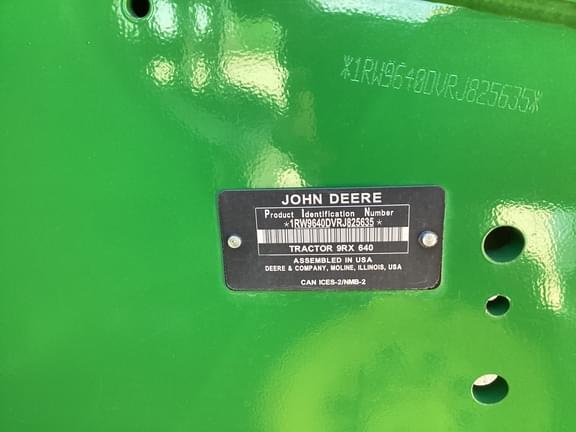 *1RW9640DVRJ825635*
JOHN DEERE
Product Identification Number
*1RW9640DVRJ825635*
TRACTOR 9RX 640
ASSEMBLED IN USA
DEERE & COMPANY, MOLINE, ILLINOIS, USA
CAN ICES-2/NMB-2